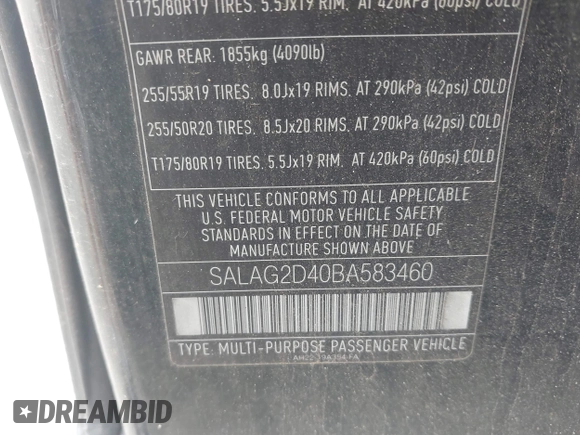 T175/80R19 TIRES. 5.5Jx19 RIM, AT 420kPa (60psi) COLD
GAWR REAR: 1855kg (4090lb)
255/55R19 TIRES, 8.0Jx19 RIMS, AT 290kPa (42psi) COLD
255/50R20 TIRES, 8.5Jx20 RIMS, AT 290kPa (42psi) COLD
T175/80R19 TIRES. 5.5Jx19 RIM, AT 420kPa (60psi) COLD
THIS VEHICLE CONFORMS TO ALL APPLICABLE
U.S. FEDERAL MOTOR VEHICLE SAFETY
STANDARDS IN EFFECT ON THE DATE OF
MANUFACTURE SHOWN ABOVE
SALAG2D40BA583460
TYPE: MULTI-PURPOSE PASSENGER VEHICLE
DREAMBID